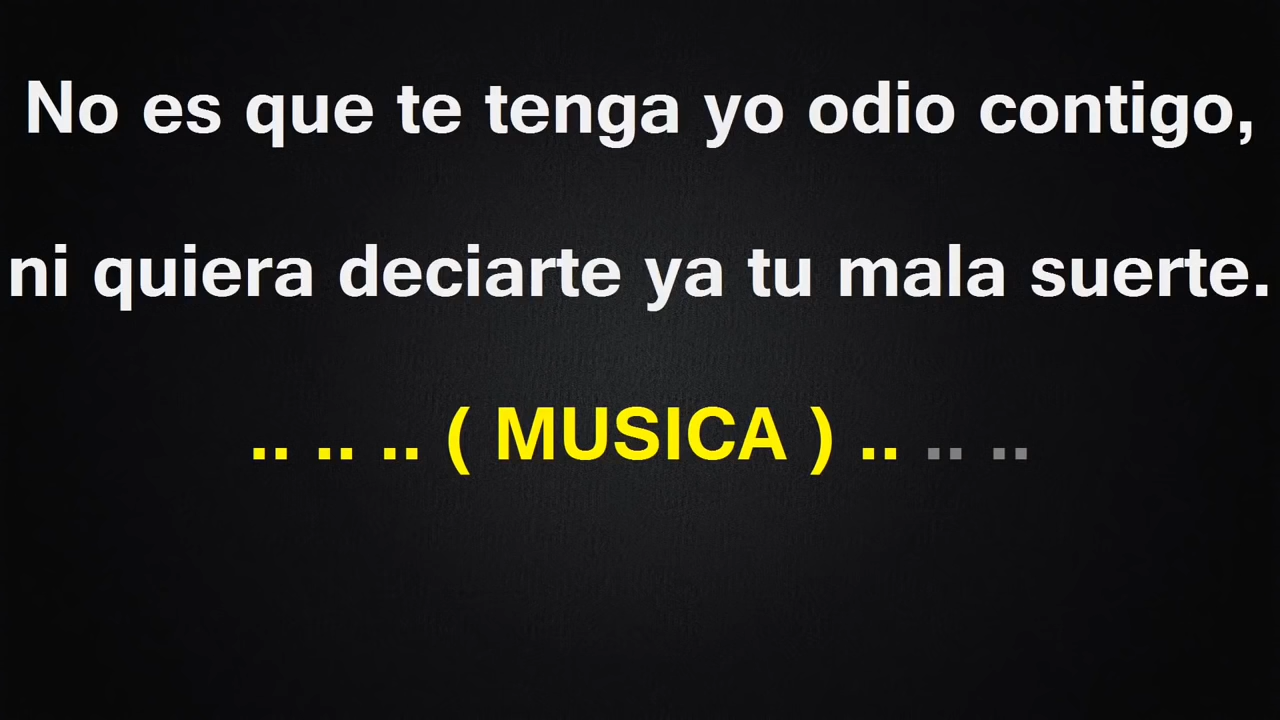 No es que te tenga yo odio contigo,
ni quiera deciarte ya tu mala suerte.
.. .. .. ( MUSICA ) .. .. ..